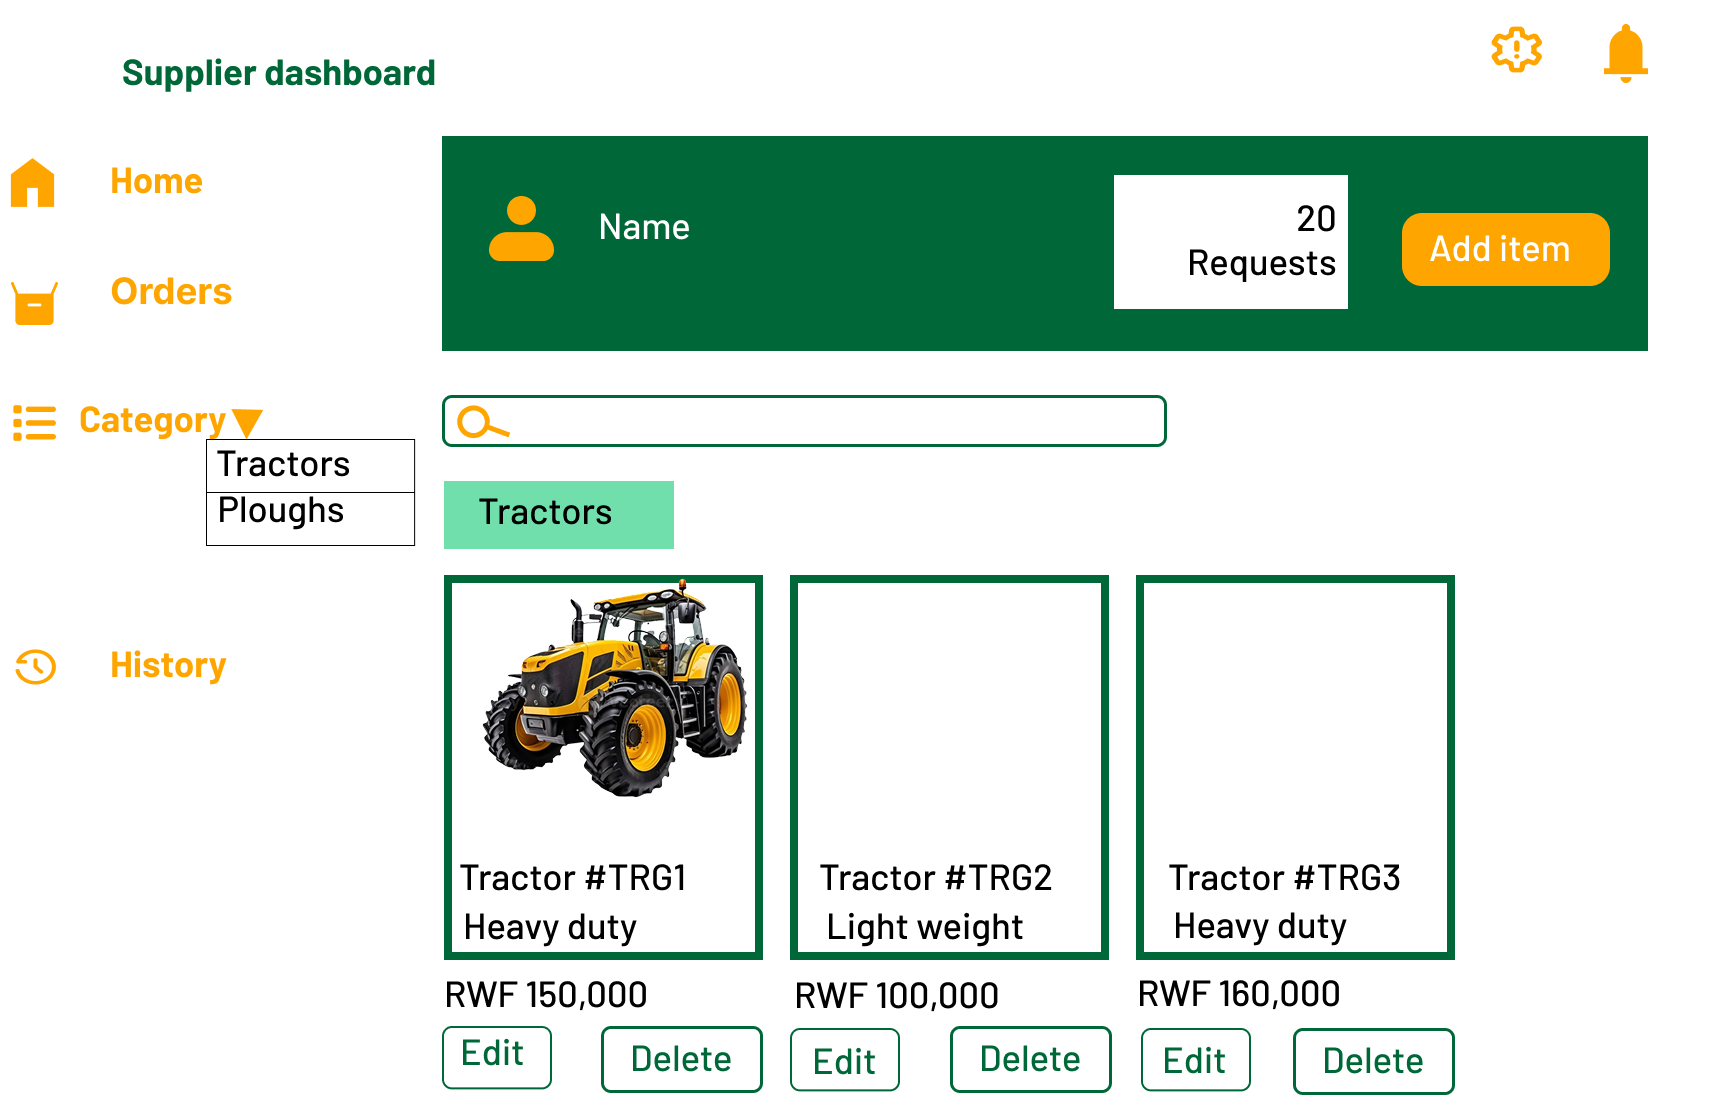 Supplier dashboard
Home
Orders
Category
Tractors
Ploughs
History
Name
20
Requests
Add item
Tractors
Tractor #TRG1
Heavy duty
RWF 150,000
Edit
Delete
Tractor #TRG2
Light weight
RWF 100,000
Edit
Delete
Tractor #TRG3
Heavy duty
RWF 160,000
Edit
Delete